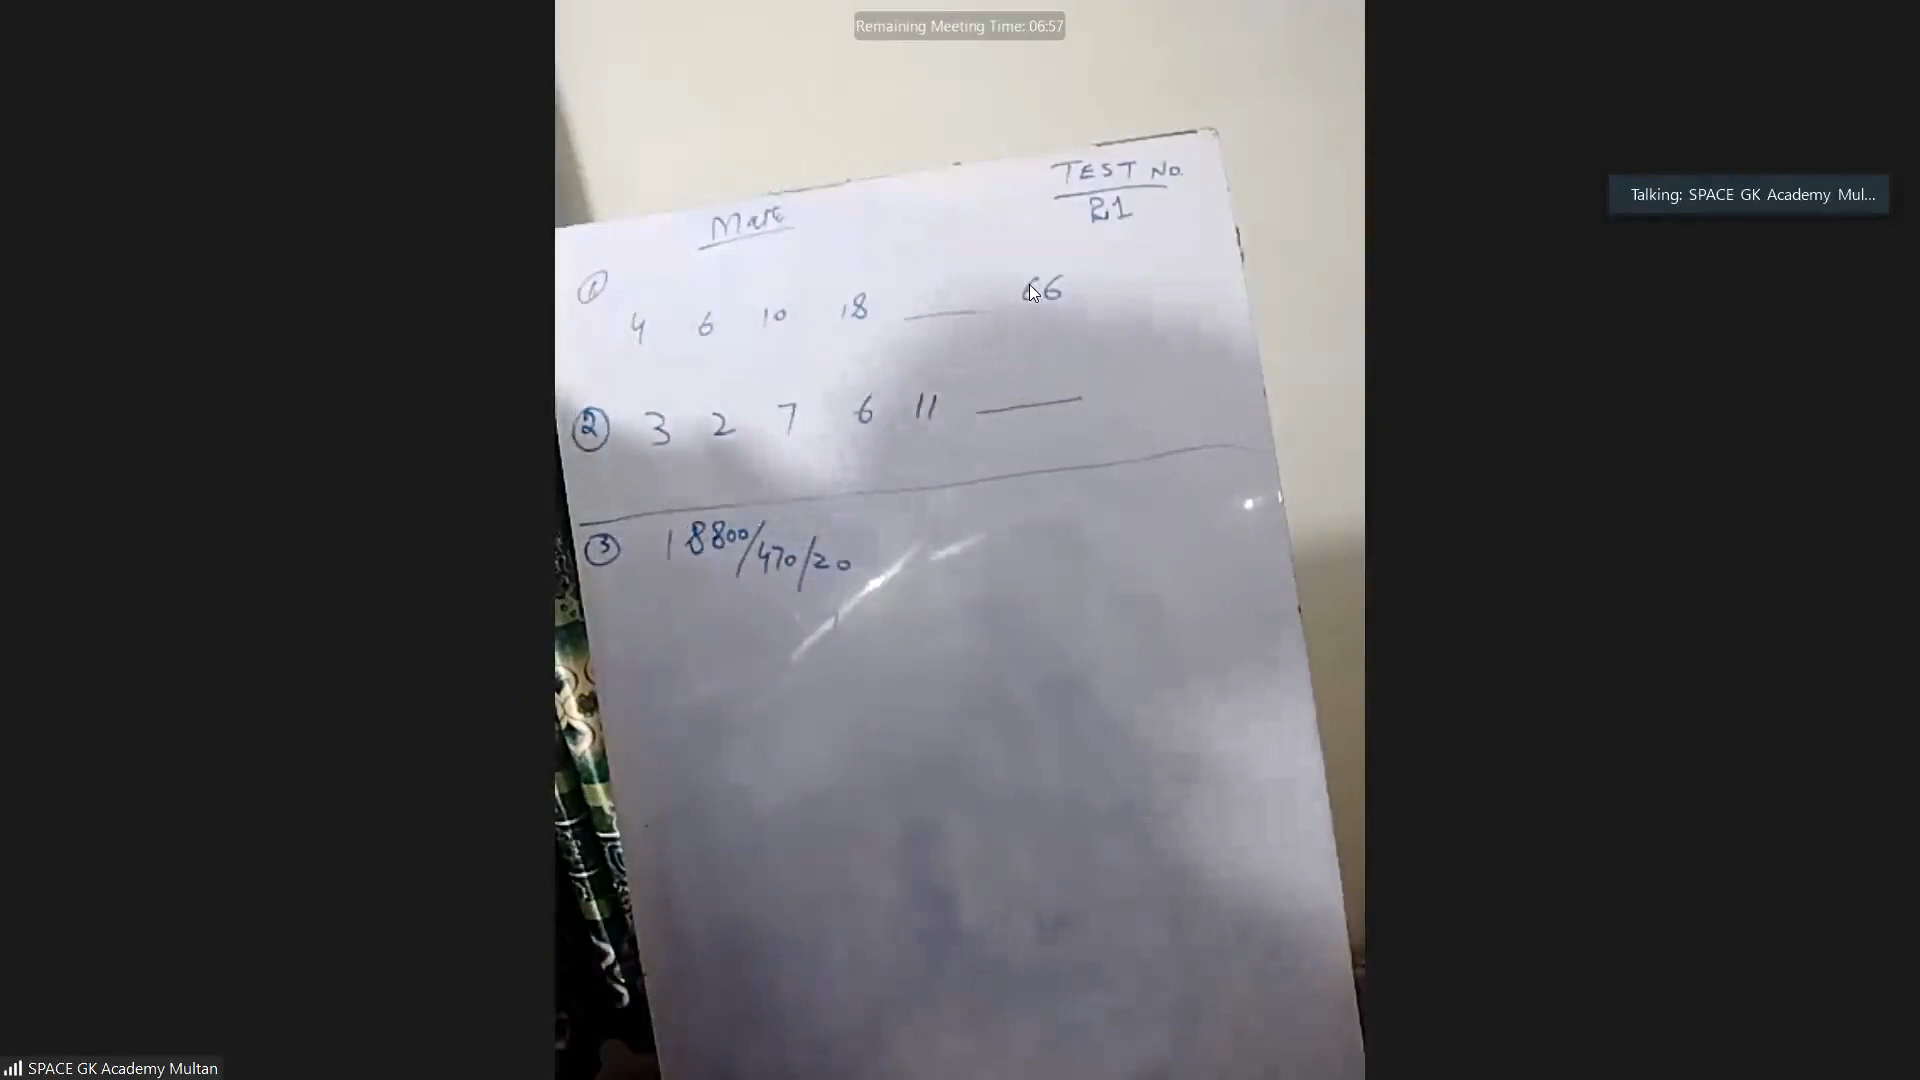 Remaining Meeting Time: 06:57
TEST No.
21
Math
Talking: SPACE GK Academy Mul...
1 4 6 10 18 ____ 66
2 3 2 7 6 11 ____
3 18800/470/20
SPACE GK Academy Multan